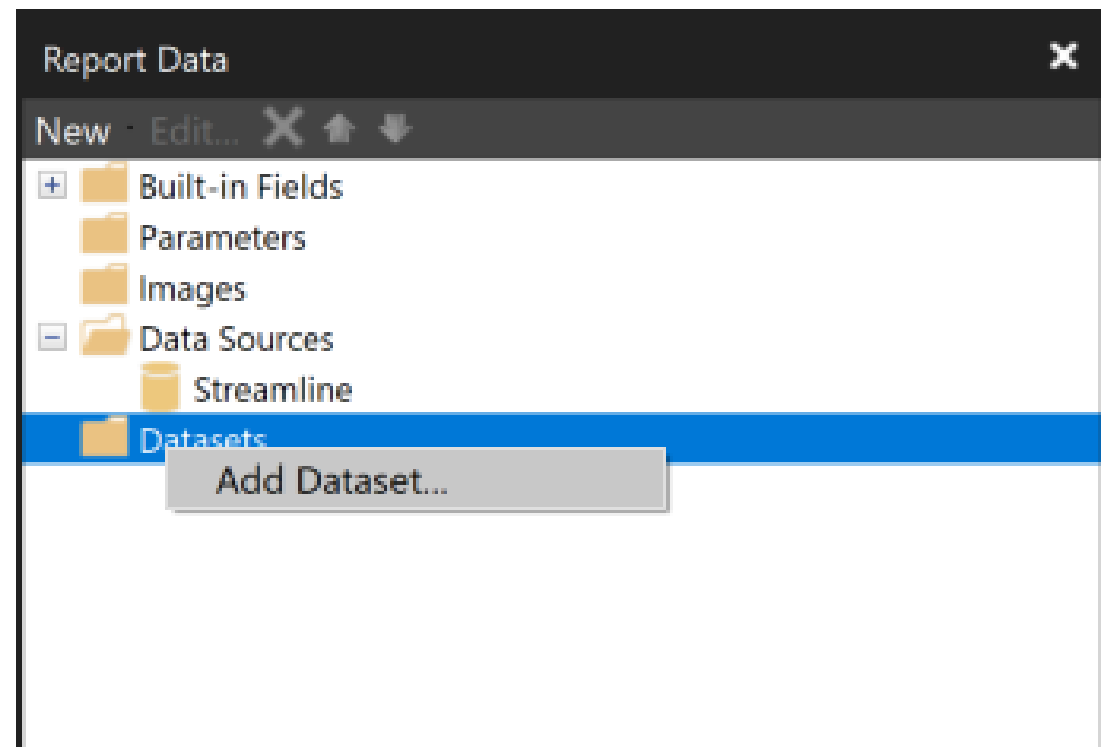 Report Data
New Edit...
Built-in Fields
Parameters
Images
Data Sources
Streamline
Datasets
Add Dataset...